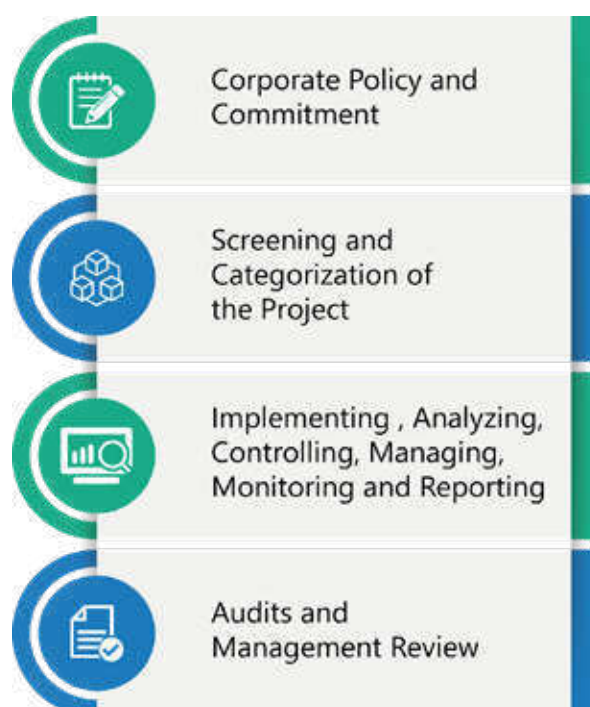 Corporate Policy and
Commitment
Screening and
Categorization of
the Project
Implementing , Analyzing,
Controlling, Managing,
Monitoring and Reporting
Audits and
Management Review